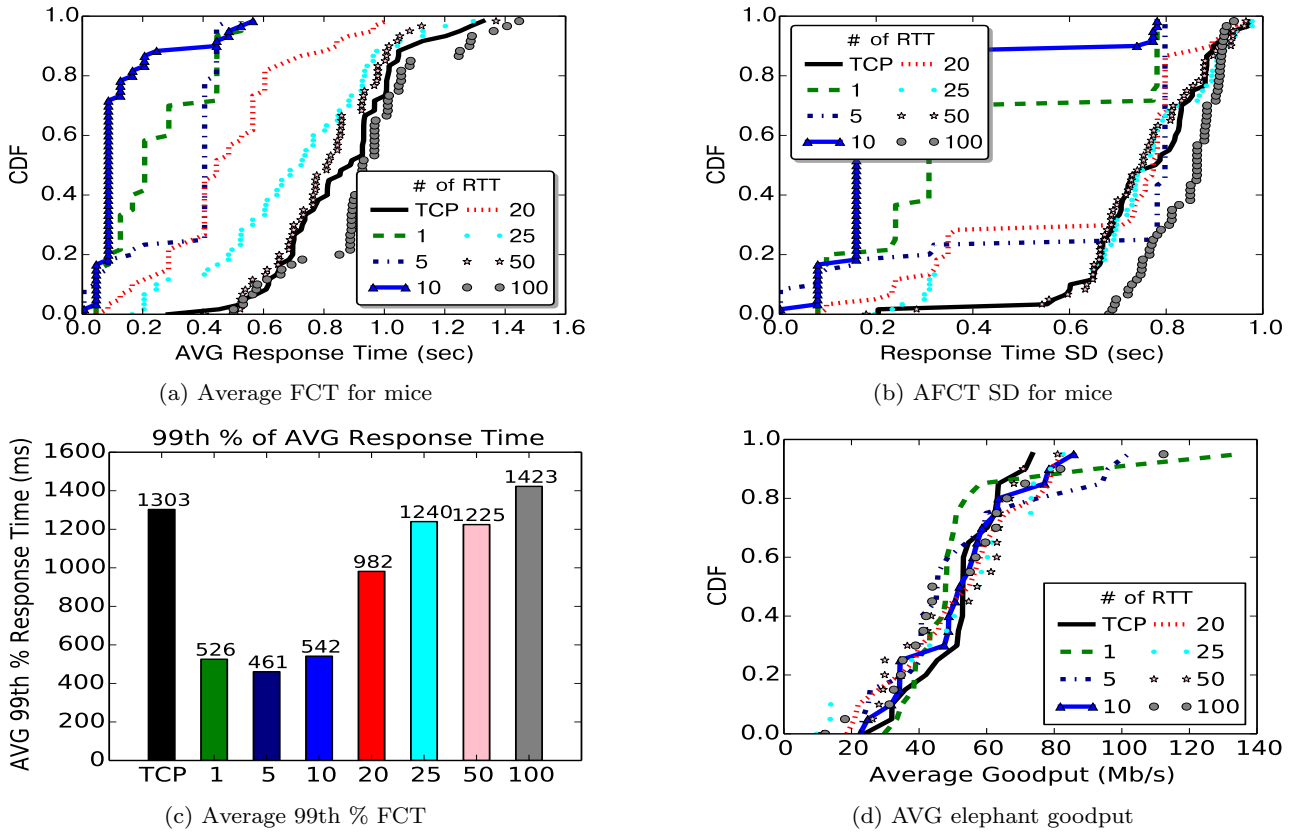 1.0
0.8
0.6
0.4
0.2
0.0
CDF
# of RTT
TCP 20
1 25
5 50
10 100
0.0 0.2 0.4 0.6 0.8 1.0 1.2 1.4 1.6
AVG Response Time (sec)
(a) Average FCT for mice
1.0
0.8
0.6
0.4
0.2
0.0
CDF
# of RTT
TCP 20
1 25
5 50
10 100
0.0 0.2 0.4 0.6 0.8 1.0
Response Time SD (sec)
(b) AFCT SD for mice
99th % of AVG Response Time
AVG 99th % Response Time (ms)
1600
1400
1200
1000
800
600
400
200
0
1303 526 461 542 982 1240 1225 1423
TCP 1 5 10 20 25 50 100
(c) Average 99th % FCT
1.0
0.8
0.6
0.4
0.2
0.0
CDF
# of RTT
TCP 20
1 25
5 50
10 100
0 20 40 60 80 100 120 140
Average Goodput (Mb/s)
(d) AVG elephant goodput